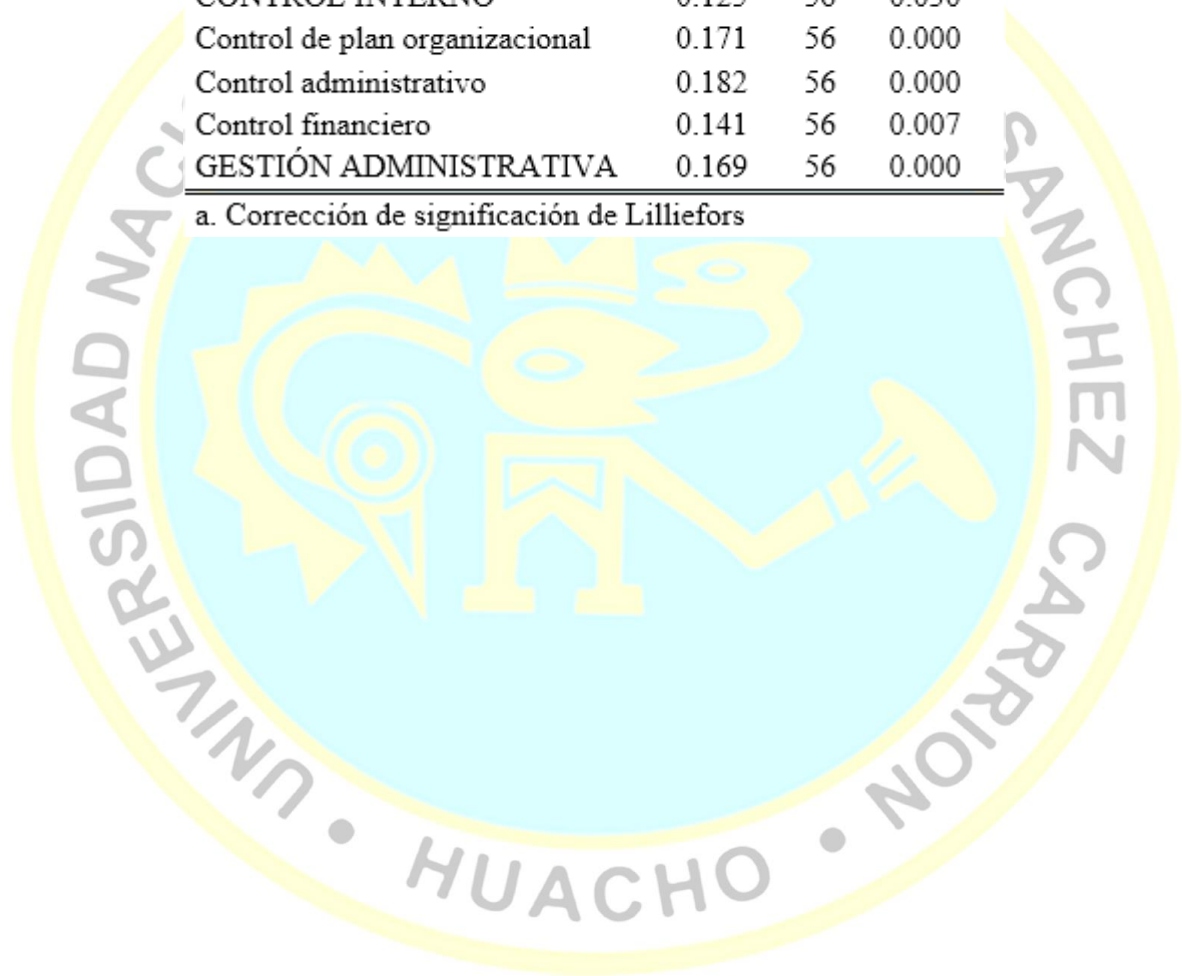 CONTROL INTERNO
Control de plan organizacional 0.171 56 0.000
Control administrativo 0.182 56 0.000
Control financiero 0.141 56 0.007
GESTIÓN ADMINISTRATIVA 0.169 56 0.000
a. Corrección de significación de Lilliefors
UNIVERSIDAD NAC
SANCHEZ CARRION
• HUACHO •